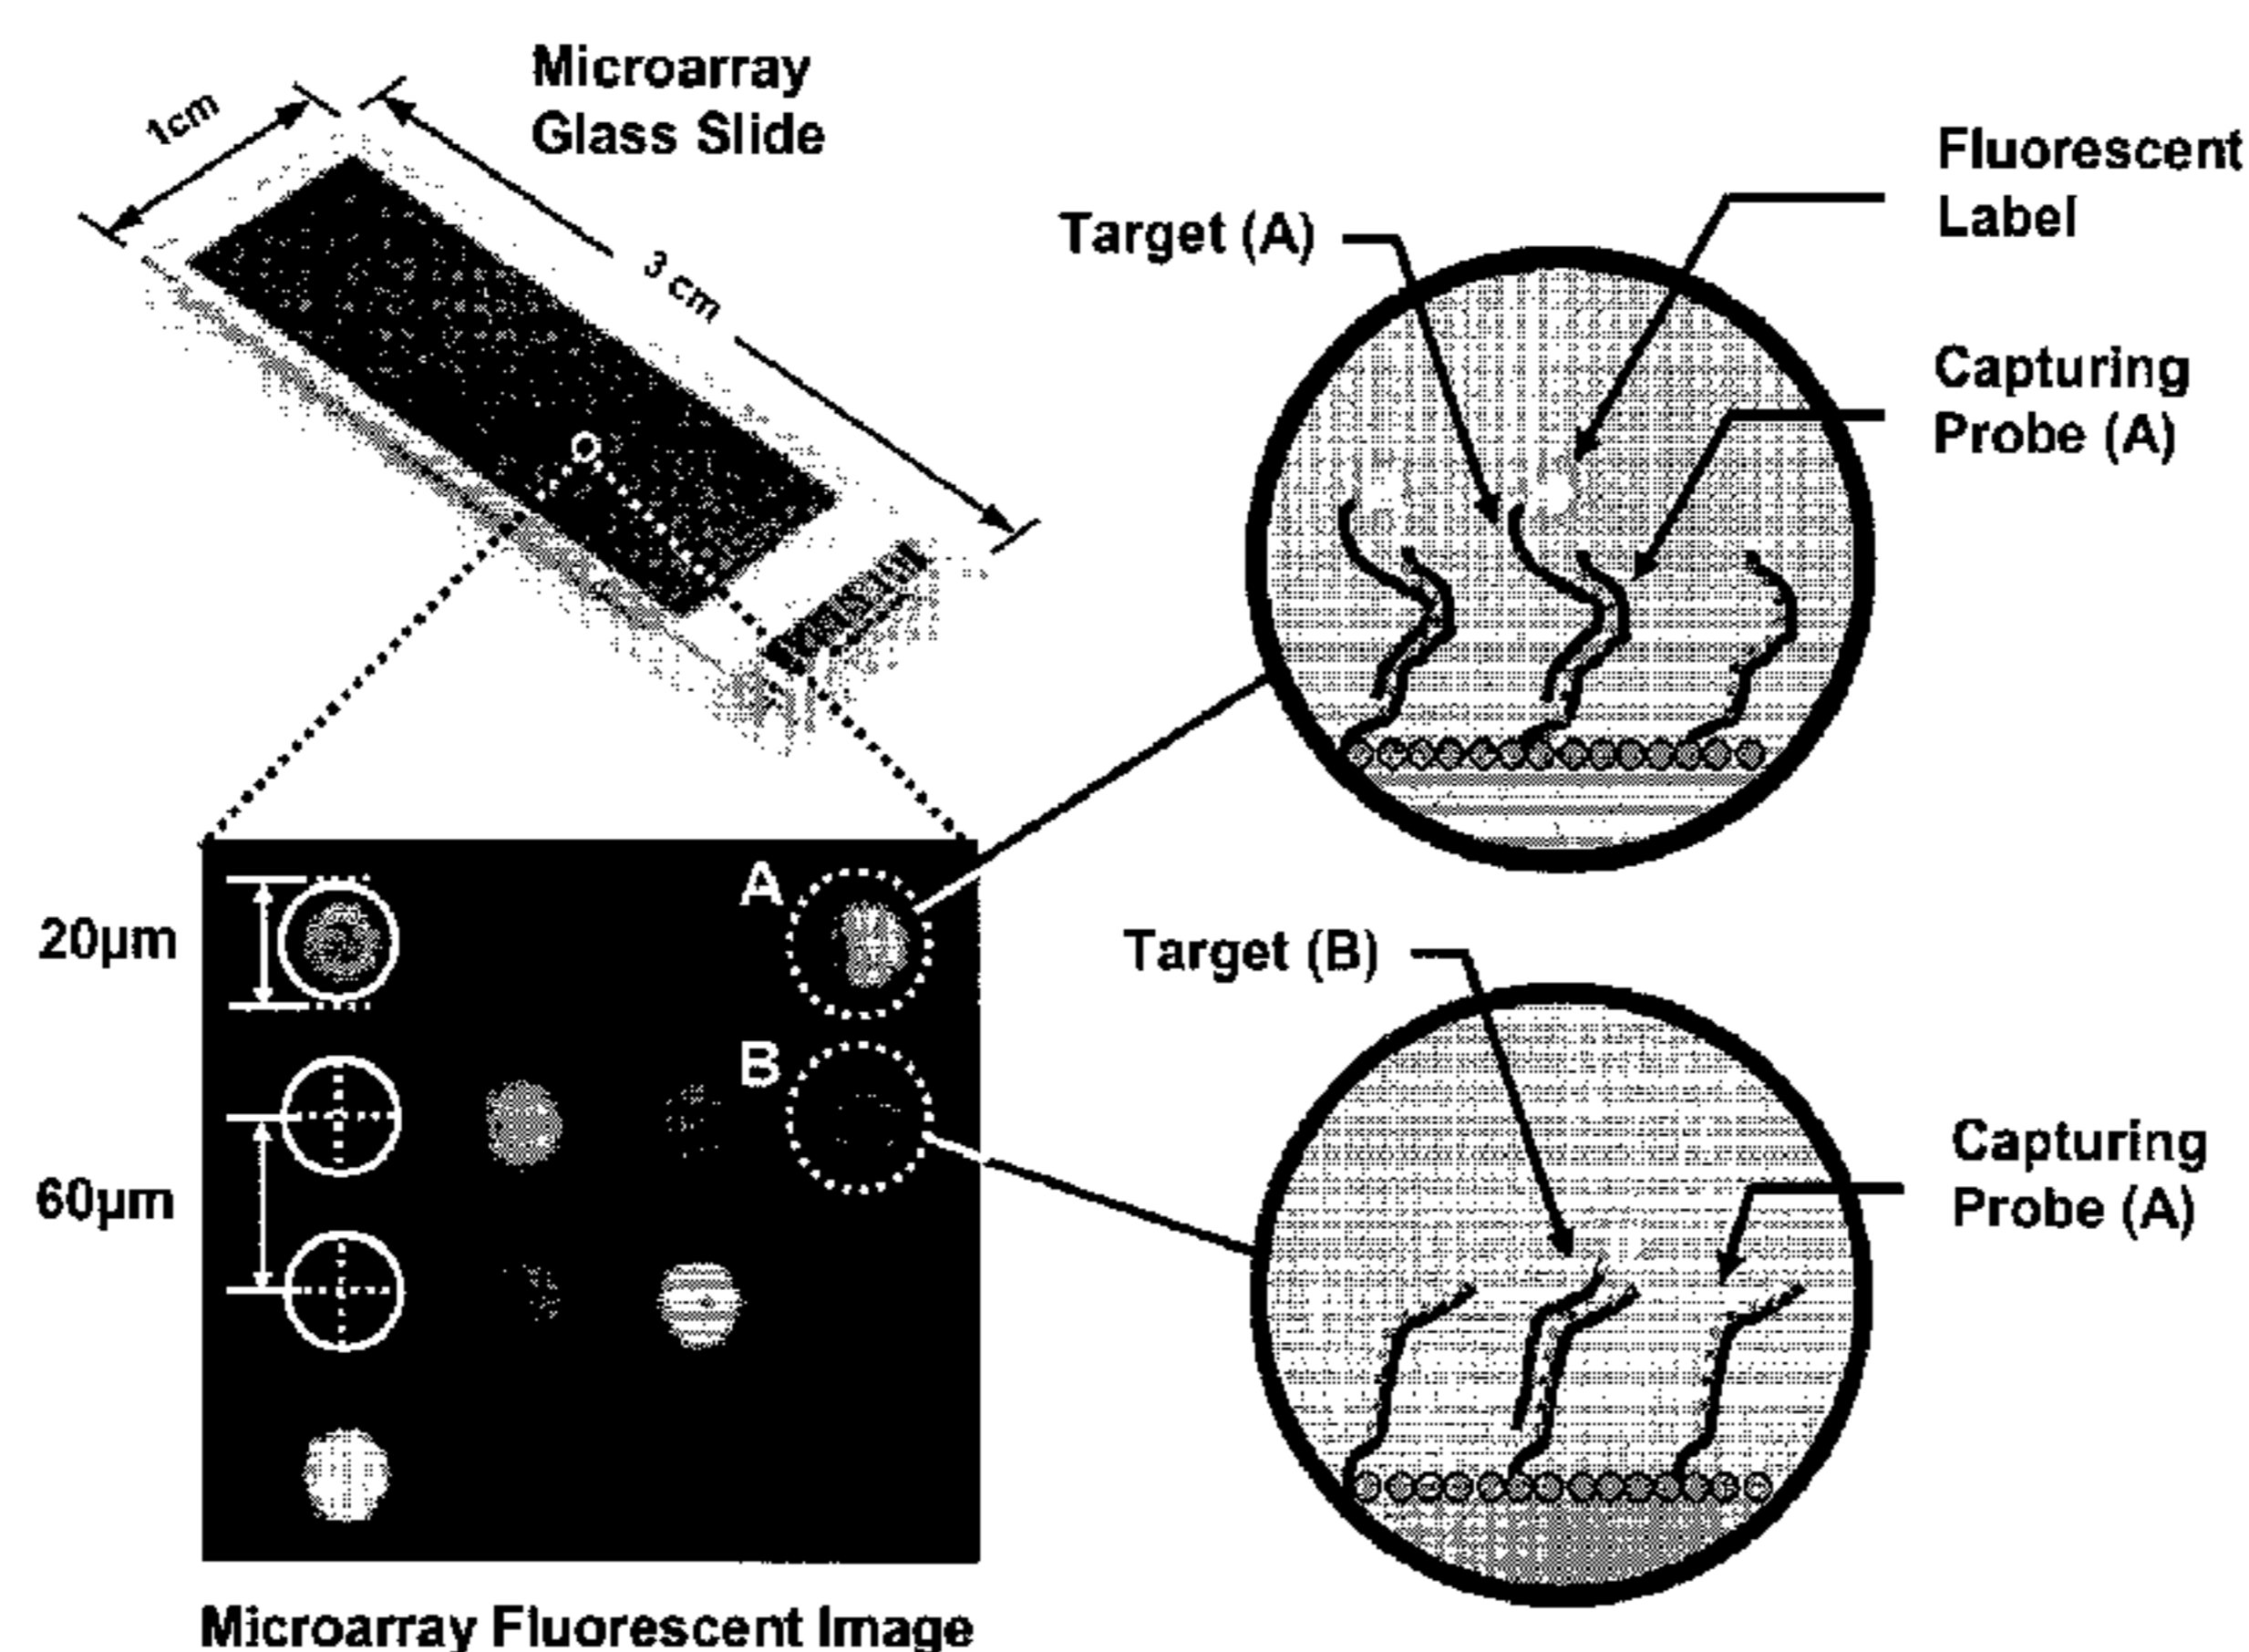 Microarray
Glass Slide
1cm
3 cm
Fluorescent
Label
Target (A)
Capturing
Probe (A)
A
20µm
Target (B)
B
Capturing
Probe (A)
60µm
Microarray Fluorescent Image